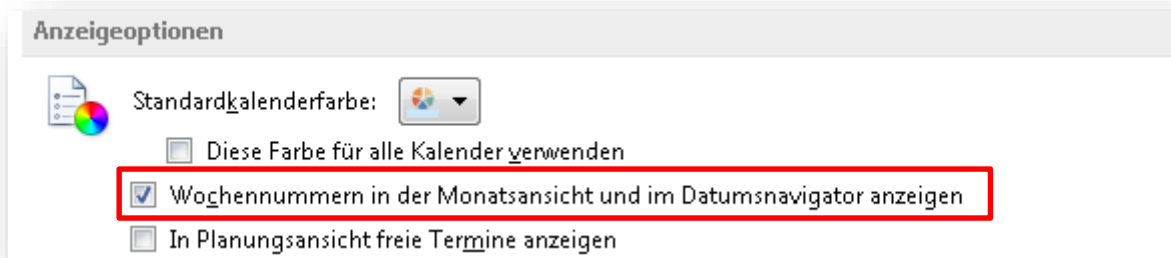 Anzeigeoptionen
Standardkalenderfarbe:
Diese Farbe für alle Kalender verwenden
Wochennummern in der Monatsansicht und im Datumsnavigator anzeigen
In Planungsansicht freie Termine anzeigen